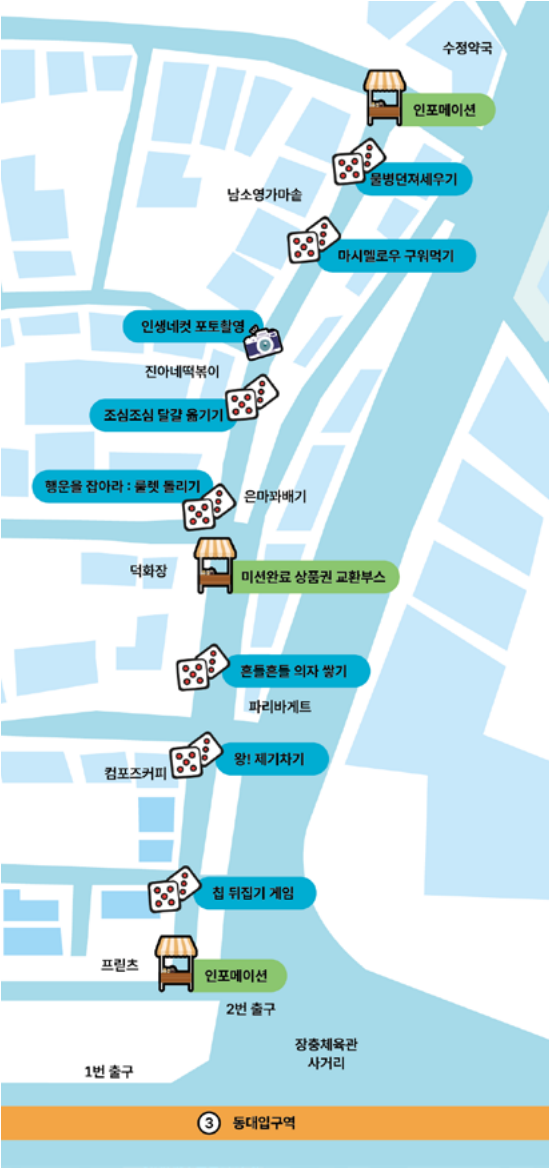 수정약국
인포메이션
물병던져세우기
남소영가마솥
마시멜로우 구워먹기
인생네컷 포토촬영
진아네떡볶이
조심조심 달걀 옮기기
행운을 잡아라 : 룰렛 돌리기
은마꽈배기
덕화장
미션완료 상품권 교환부스
흔들흔들 의자 쌓기
파리바게트
왕! 제기차기
컴포즈커피
칩 뒤집기 게임
프릳츠
인포메이션
2번 출구
장충체육관
사거리
1번 출구
3 동대입구역